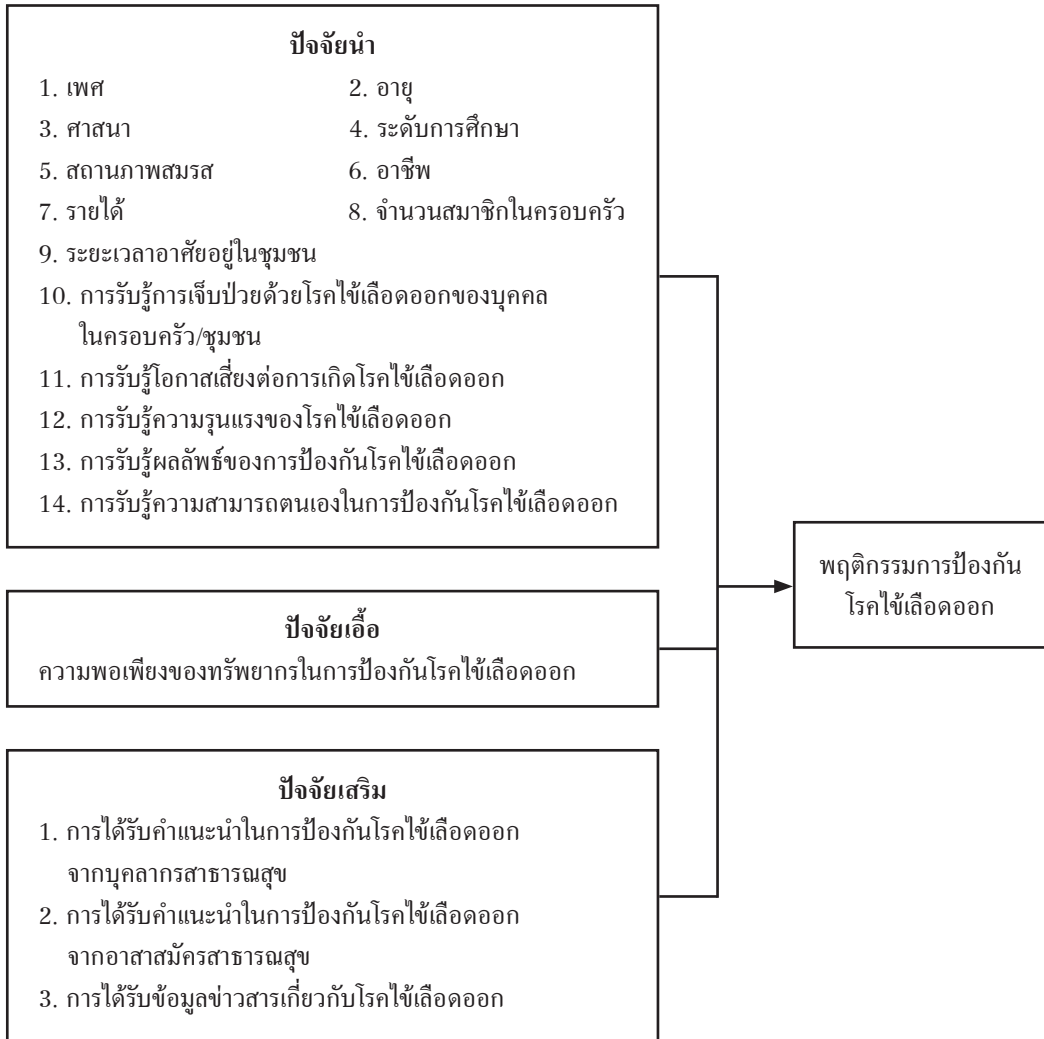 ปัจจัยนำ
1. เพศ 2. อายุ
3. ศาสนา 4. ระดับการศึกษา
5. สถานภาพสมรส 6. อาชีพ
7. รายได้ 8. จำนวนสมาชิกในครอบครัว
9. ระยะเวลาอาศัยอยู่ในชุมชน
10. การรับรู้การเจ็บป่วยด้วยโรคไข้เลือดออกของบุคคล
ในครอบครัว/ชุมชน
11. การรับรู้โอกาสเสี่ยงต่อการเกิดโรคไข้เลือดออก
12. การรับรู้ความรุนแรงของโรคไข้เลือดออก
13. การรับรู้ผลลัพธ์ของการป้องกันโรคไข้เลือดออก
14. การรับรู้ความสามารถตนเองในการป้องกันโรคไข้เลือดออก
ปัจจัยเอื้อ
ความพอเพียงของทรัพยากรในการป้องกันโรคไข้เลือดออก
ปัจจัยเสริม
1. การได้รับคำแนะนำในการป้องกันโรคไข้เลือดออก
จากบุคลากรสาธารณสุข
2. การได้รับคำแนะนำในการป้องกันโรคไข้เลือดออก
จากอาสาสมัครสาธารณสุข
3. การได้รับข้อมูลข่าวสารเกี่ยวกับโรคไข้เลือดออก
พฤติกรรมการป้องกัน
โรคไข้เลือดออก